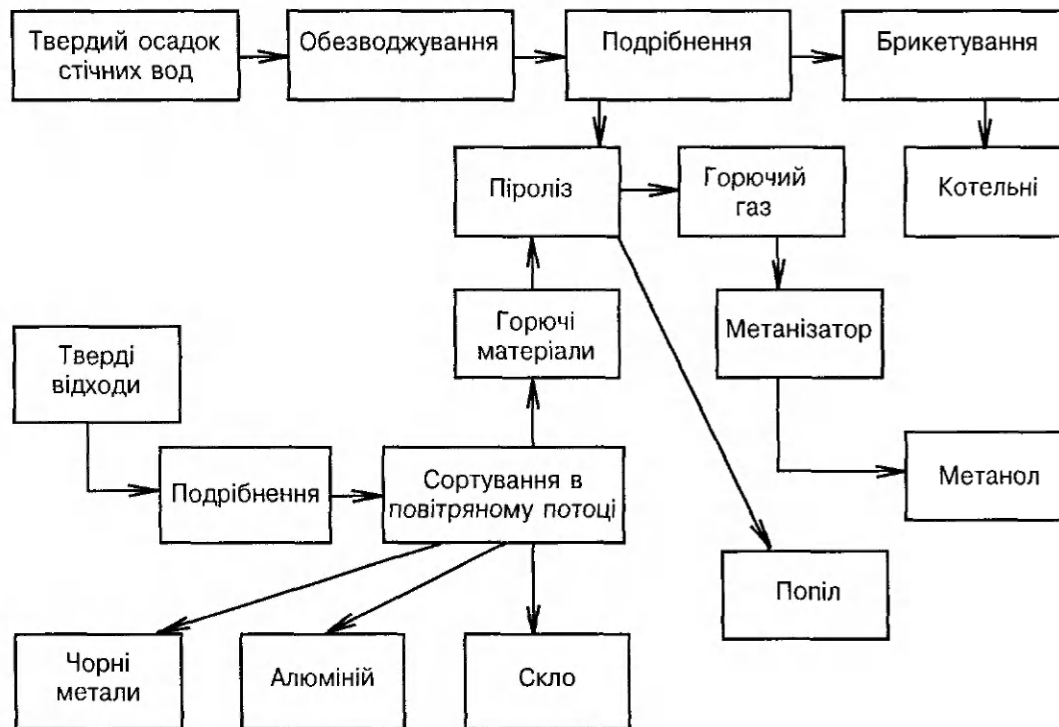 Твердий осадок
стічних вод
Обезводжування
Подрібнення
Брикетування
Піроліз
Горючий
газ
Котельні
Горючі
матеріали
Метанізатор
Тверді
відходи
Подрібнення
Сортування в
повітряному потоці
Метанол
Попіл
Чорні
метали
Алюміній
Скло